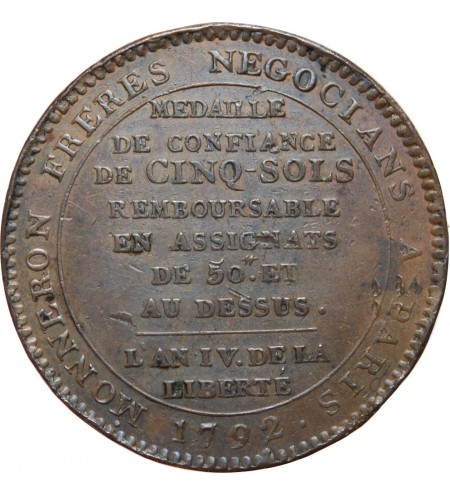 MONNERON FRERES NEGOCIANS A PARIS.
MEDAILLE
DE CONFIANCE
DE CINQ-SOLS
REMBOURSABLE
EN ASSIGNATS
DE 50.₶ ET
AU DESSUS.
L'AN IV. DE LA
LIBERTÉ
. 1792 .